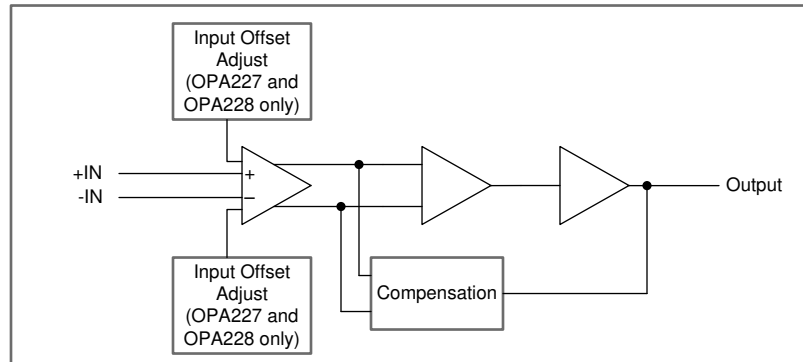 Input Offset
Adjust
(OPA227 and
OPA228 only)
+IN
-IN
+
−
Output
Input Offset
Adjust
(OPA227 and
OPA228 only)
Compensation